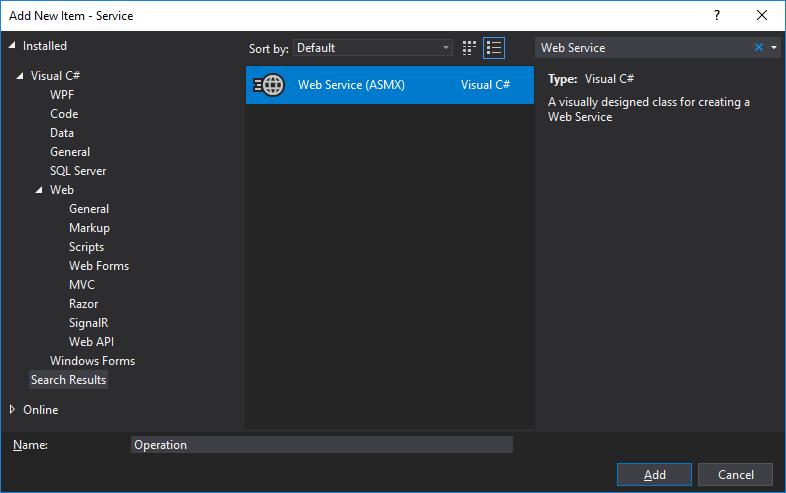 Add New Item - Service
?
Installed
Visual C#
WPF
Code
Data
General
SQL Server
Web
General
Markup
Scripts
Web Forms
MVC
Razor
SignalR
Web API
Windows Forms
Search Results
Online
Sort by: Default
Web Service (ASMX) Visual C#
Web Service
Type: Visual C#
A visually designed class for creating a
Web Service
Name: Operation
Add Cancel